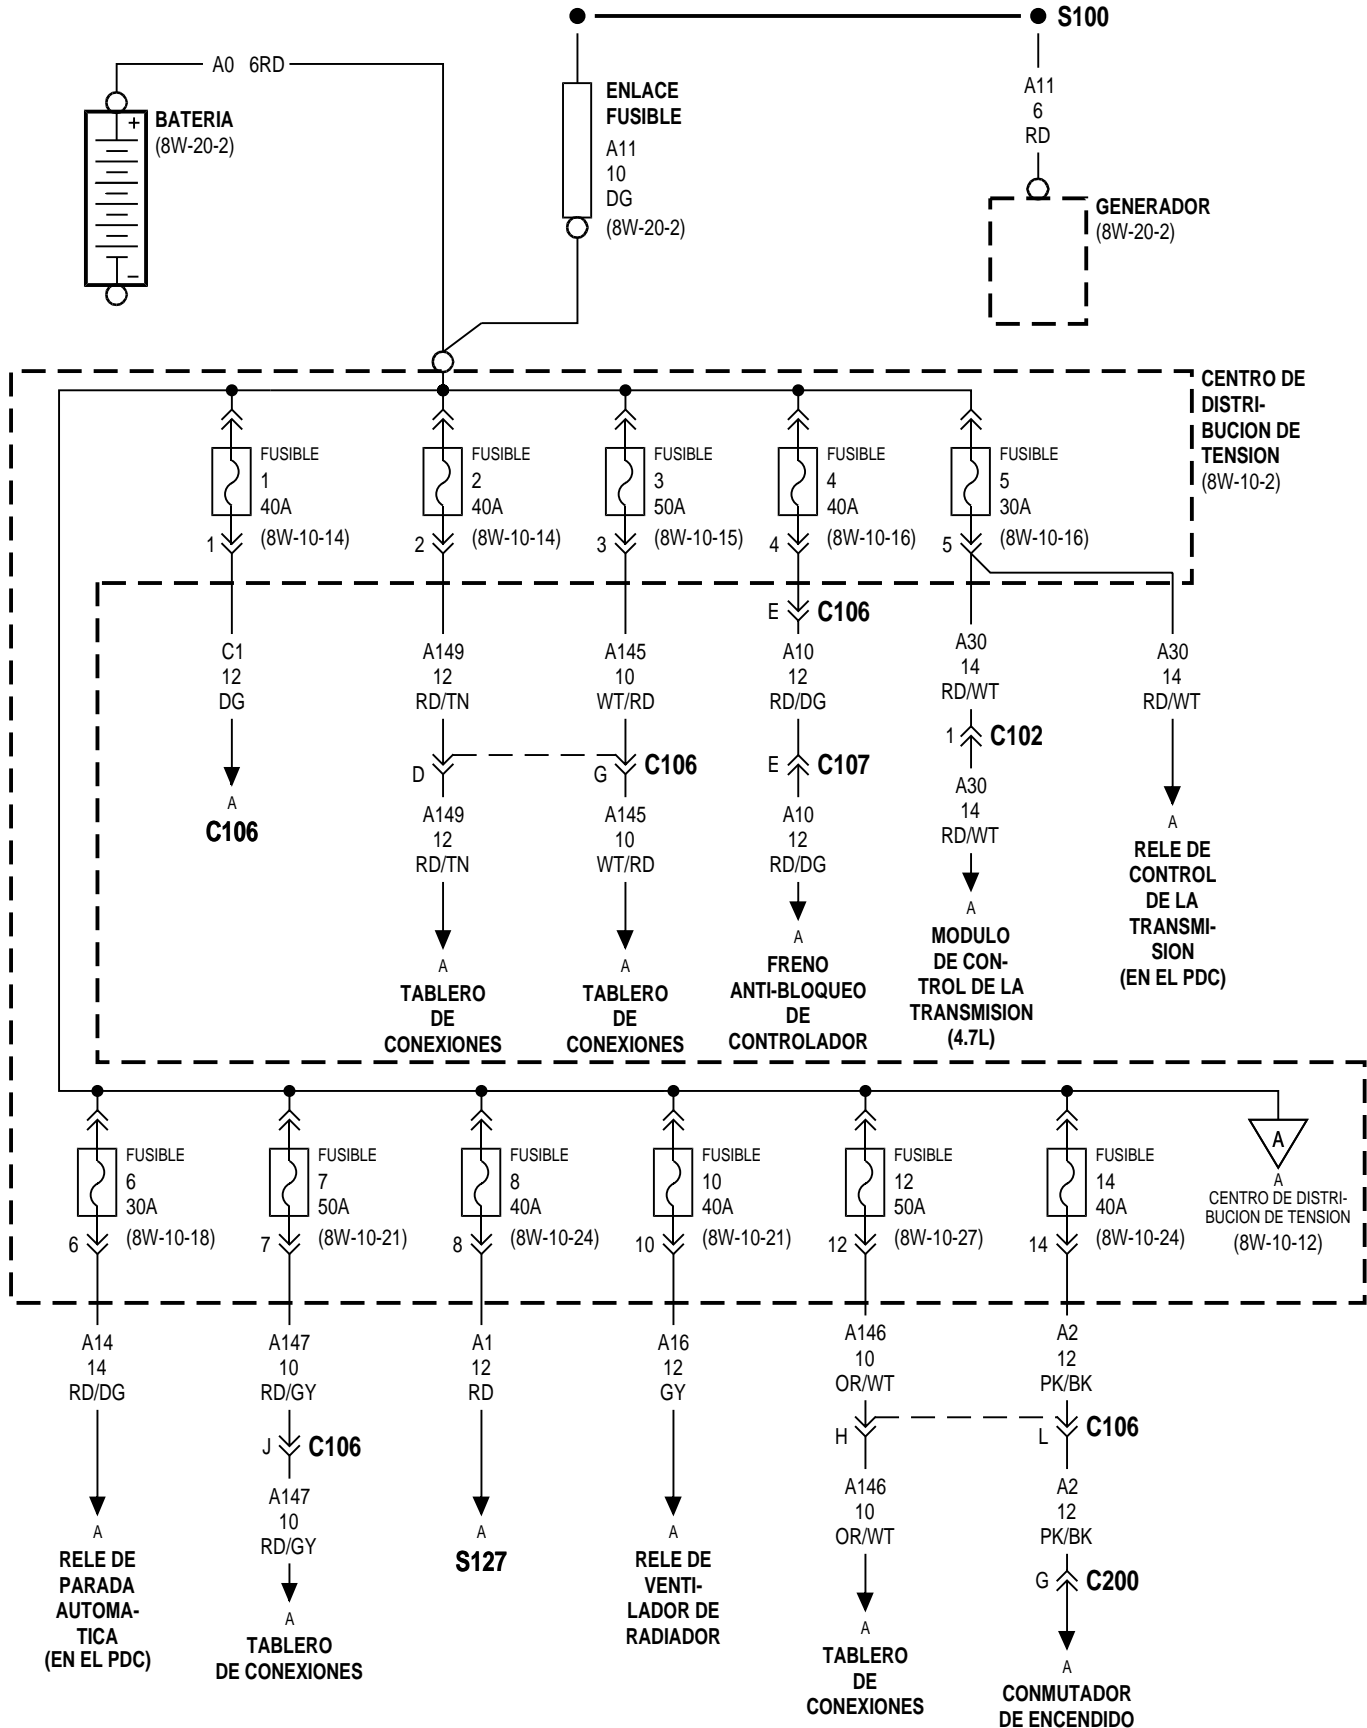 S100
A0 6RD
BATERIA
(8W-20-2)
+
−
ENLACE
FUSIBLE
A11
10
DG
(8W-20-2)
A11
6
RD
GENERADOR
(8W-20-2)
CENTRO DE
DISTRI-
BUCION DE
TENSION
(8W-10-2)
FUSIBLE
1
40A
(8W-10-14)
1
FUSIBLE
2
40A
(8W-10-14)
2
FUSIBLE
3
50A
(8W-10-15)
3
FUSIBLE
4
40A
(8W-10-16)
4
FUSIBLE
5
30A
(8W-10-16)
5
C1
12
DG
A
C106
A149
12
RD/TN
D
A149
12
RD/TN
A
TABLERO
DE
CONEXIONES
A145
10
WT/RD
G
C106
A145
10
WT/RD
A
TABLERO
DE
CONEXIONES
E
C106
A10
12
RD/DG
E
C107
A10
12
RD/DG
A
FRENO
ANTI-BLOQUEO
DE
CONTROLADOR
A30
14
RD/WT
1
C102
A30
14
RD/WT
A
MODULO
DE CON-
TROL DE LA
TRANSMISION
(4.7L)
A30
14
RD/WT
A
RELE DE
CONTROL
DE LA
TRANSMI-
SION
(EN EL PDC)
FUSIBLE
6
30A
(8W-10-18)
6
FUSIBLE
7
50A
(8W-10-21)
7
FUSIBLE
8
40A
(8W-10-24)
8
FUSIBLE
10
40A
(8W-10-21)
10
FUSIBLE
12
50A
(8W-10-27)
12
FUSIBLE
14
40A
(8W-10-24)
14
A
A
CENTRO DE DISTRI-
BUCION DE TENSION
(8W-10-12)
A14
14
RD/DG
A
RELE DE
PARADA
AUTOMA-
TICA
(EN EL PDC)
A147
10
RD/GY
J
C106
A147
10
RD/GY
A
TABLERO
DE CONEXIONES
A1
12
RD
A
S127
A16
12
GY
A
RELE DE
VENTI-
LADOR DE
RADIADOR
A146
10
OR/WT
H
A146
10
OR/WT
A
TABLERO
DE
CONEXIONES
A2
12
PK/BK
L
C106
A2
12
PK/BK
G
C200
A
CONMUTADOR
DE ENCENDIDO